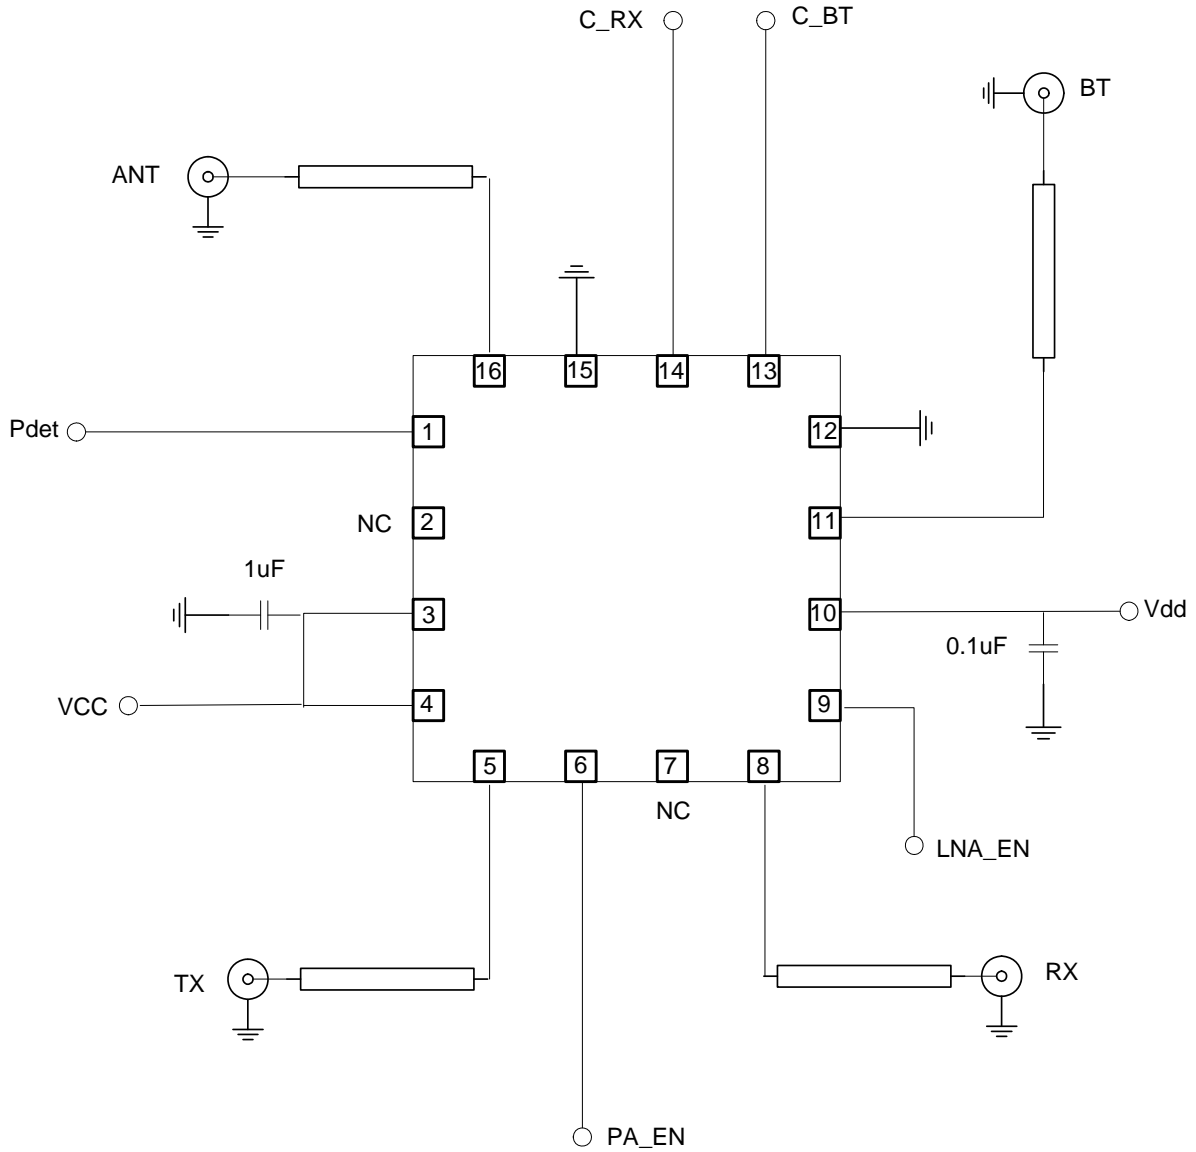 C_RX
C_BT
BT
ANT
16
15
14
13
Pdet
1
12
NC
2
11
1uF
3
10
Vdd
0.1uF
VCC
4
9
5
6
7
8
NC
LNA_EN
TX
RX
PA_EN